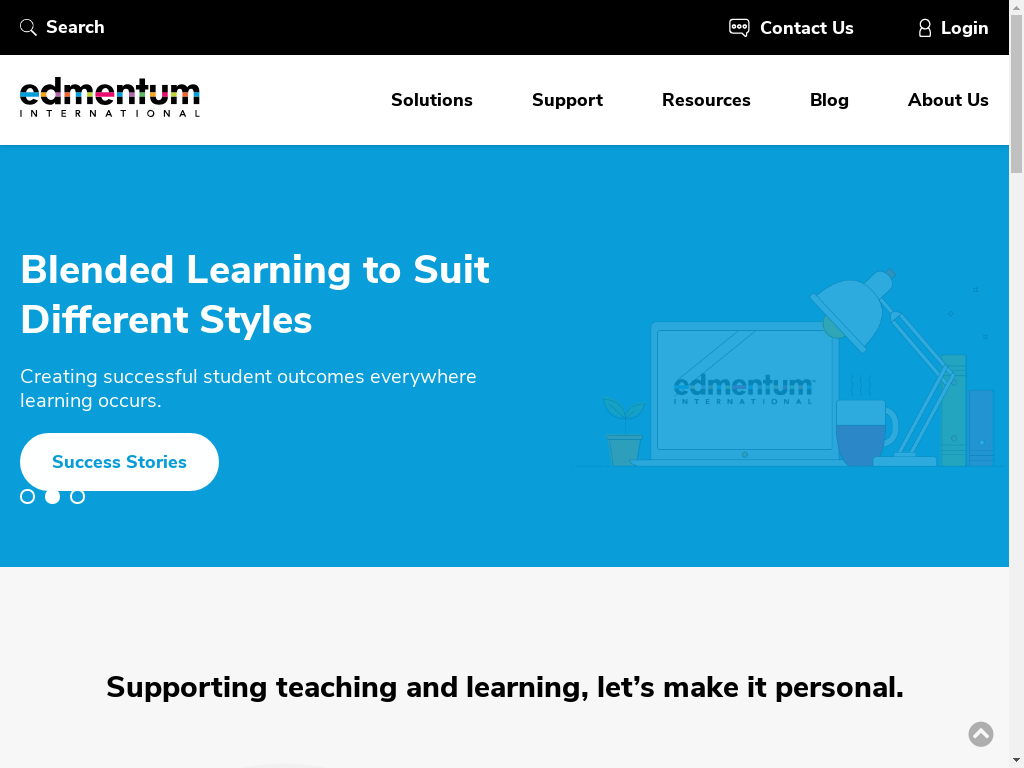 Search
Contact Us
Login
edmentum
INTERNATIONAL
Solutions
Support
Resources
Blog
About Us
Blended Learning to Suit
Different Styles
Creating successful student outcomes everywhere
learning occurs.
Success Stories
edmentum
INTERNATIONAL
Supporting teaching and learning, let’s make it personal.